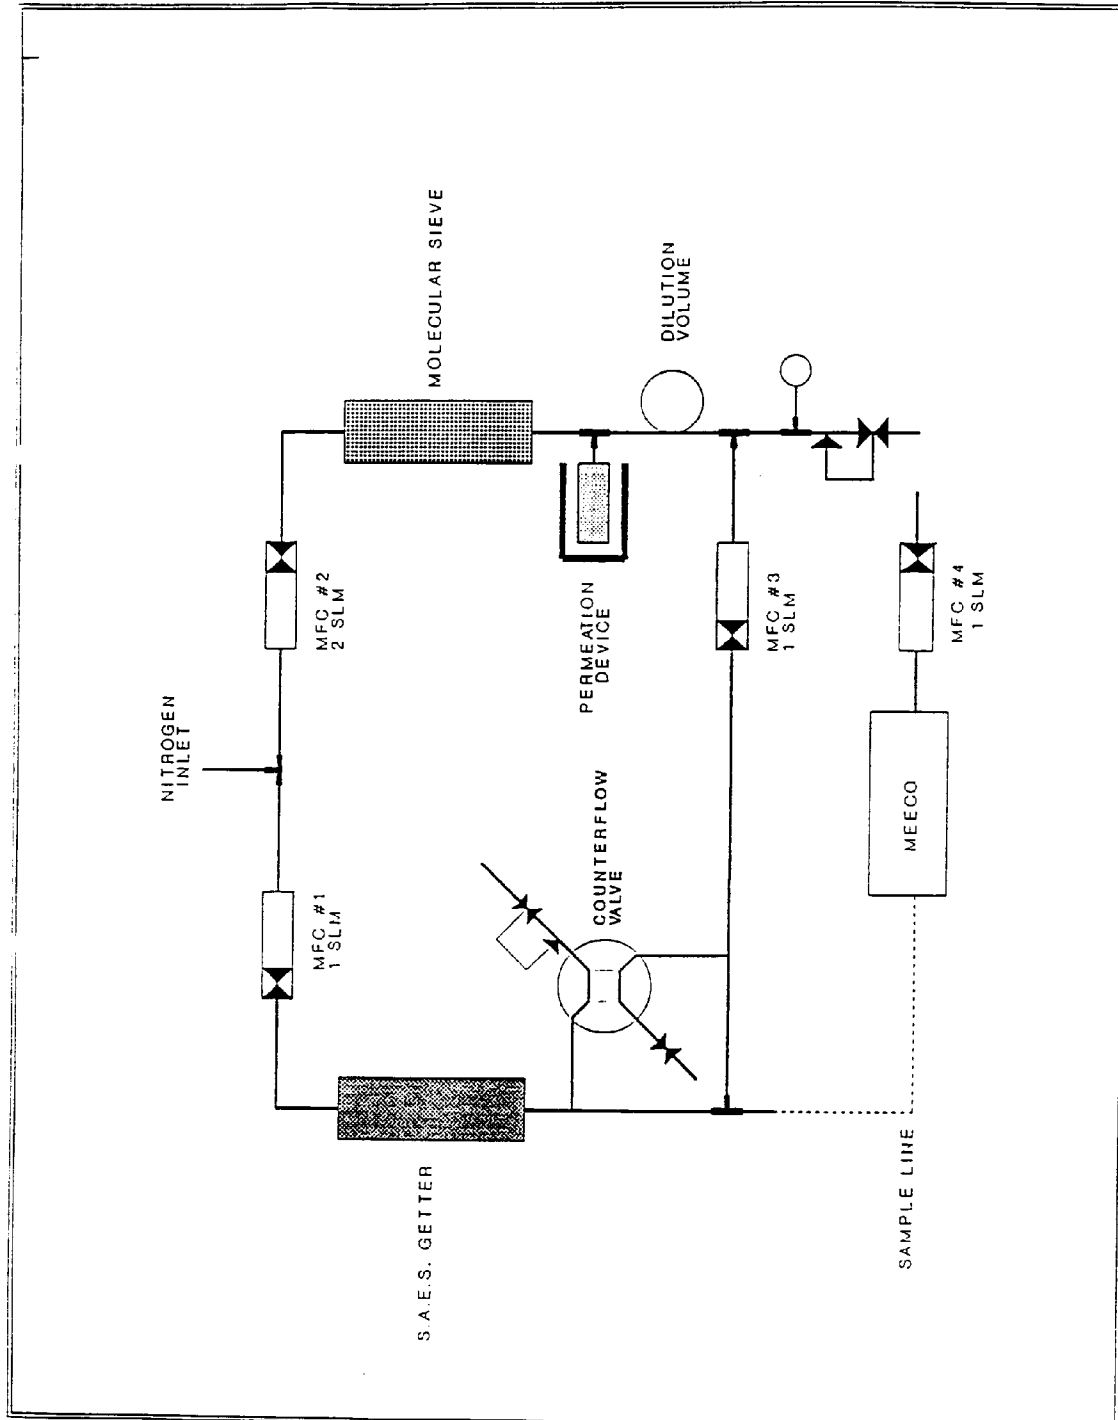 NITROGEN
INLET
MFC #1
1 SLM
MFC #2
2 SLM
S.A.E.S. GETTER
MOLECULAR SIEVE
COUNTERFLOW
VALVE
PERMEATION
DEVICE
DILUTION
VOLUME
MFC #3
1 SLM
SAMPLE LINE
MEECO
MFC #4
1 SLM